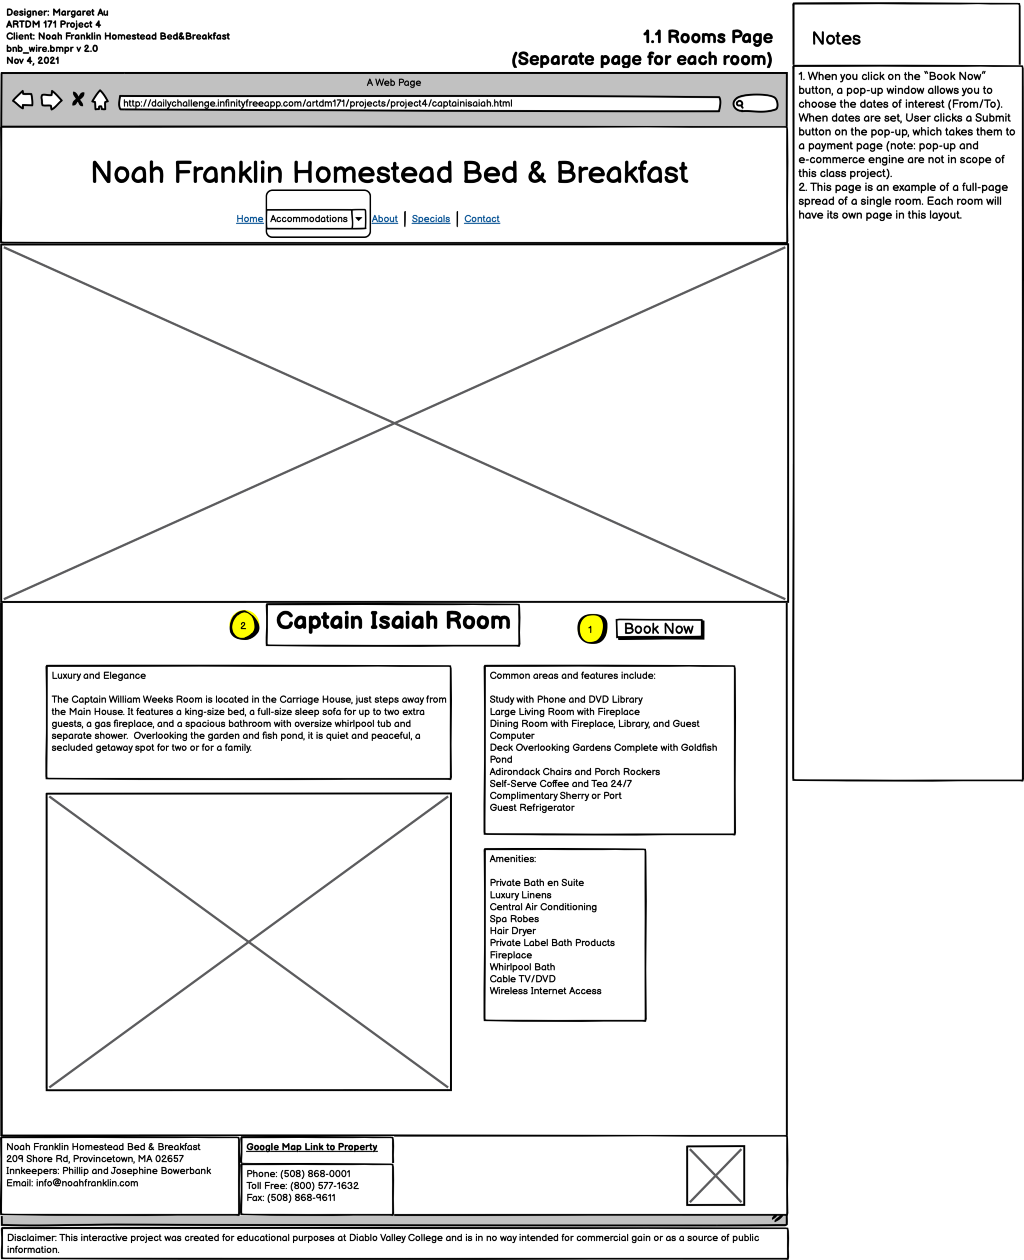 Designer: Margaret Au
ARTDM 171 Project 4
Client: Noah Franklin Homestead Bed&Breakfast
bnb_wire.bmpr v 2.0
Nov 4, 2021
1.1 Rooms Page
(Separate page for each room)
Notes
1. When you click on the “Book Now”
button, a pop-up window allows you to
choose the dates of interest (From/To).
When dates are set, User clicks a Submit
button on the pop-up, which takes them to
a payment page (note: pop-up and
e-commerce engine are not in scope of
this class project).
2. This page is an example of a full-page
spread of a single room. Each room will
have its own page in this layout.
A Web Page
http://dailychallenge.infinityfreeapp.com/artdm171/projects/project4/captainisaiah.html
Noah Franklin Homestead Bed & Breakfast
Home Accommodations About | Specials | Contact
2 Captain Isaiah Room 1 Book Now
Luxury and Elegance
The Captain William Weeks Room is located in the Carriage House, just steps away from
the Main House. It features a king-size bed, a full-size sleep sofa for up to two extra
guests, a gas fireplace, and a spacious bathroom with oversize whirlpool tub and
separate shower.  Overlooking the garden and fish pond, it is quiet and peaceful, a
secluded getaway spot for two or for a family.
Common areas and features include:
Study with Phone and DVD Library
Large Living Room with Fireplace
Dining Room with Fireplace, Library, and Guest
Computer
Deck Overlooking Gardens Complete with Goldfish
Pond
Adirondack Chairs and Porch Rockers
Self-Serve Coffee and Tea 24/7
Complimentary Sherry or Port
Guest Refrigerator
Amenities:
Private Bath en Suite
Luxury Linens
Central Air Conditioning
Spa Robes
Hair Dryer
Private Label Bath Products
Fireplace
Whirlpool Bath
Cable TV/DVD
Wireless Internet Access
Noah Franklin Homestead Bed & Breakfast
209 Shore Rd, Provincetown, MA 02657
Innkeepers: Phillip and Josephine Bowerbank
Email: info@noahfranklin.com
Google Map Link to Property
Phone: (508) 868-0001
Toll Free: (800) 577-1632
Fax: (508) 868-9611
Disclaimer: This interactive project was created for educational purposes at Diablo Valley College and is in no way intended for commercial gain or as a source of public
information.